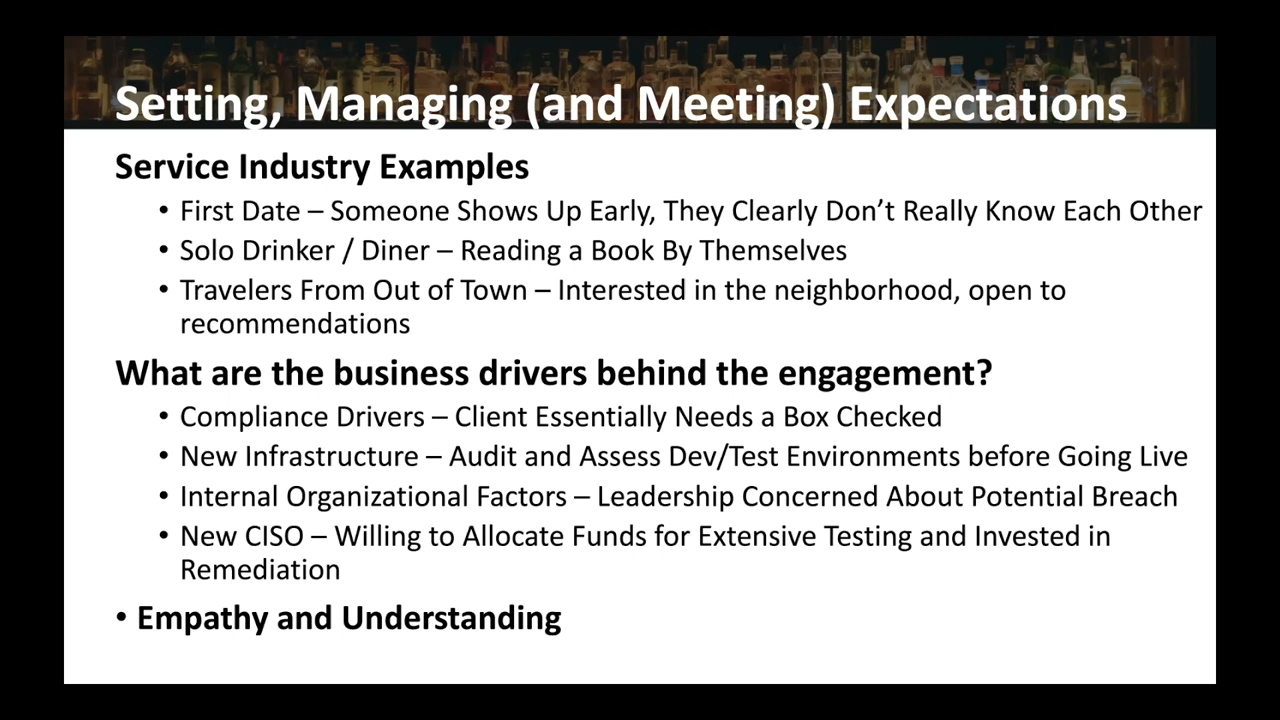 Setting, Managing (and Meeting) Expectations
Service Industry Examples
• First Date – Someone Shows Up Early, They Clearly Don’t Really Know Each Other
• Solo Drinker / Diner – Reading a Book By Themselves
• Travelers From Out of Town – Interested in the neighborhood, open to
recommendations
What are the business drivers behind the engagement?
• Compliance Drivers – Client Essentially Needs a Box Checked
• New Infrastructure – Audit and Assess Dev/Test Environments before Going Live
• Internal Organizational Factors – Leadership Concerned About Potential Breach
• New CISO – Willing to Allocate Funds for Extensive Testing and Invested in
Remediation
• Empathy and Understanding